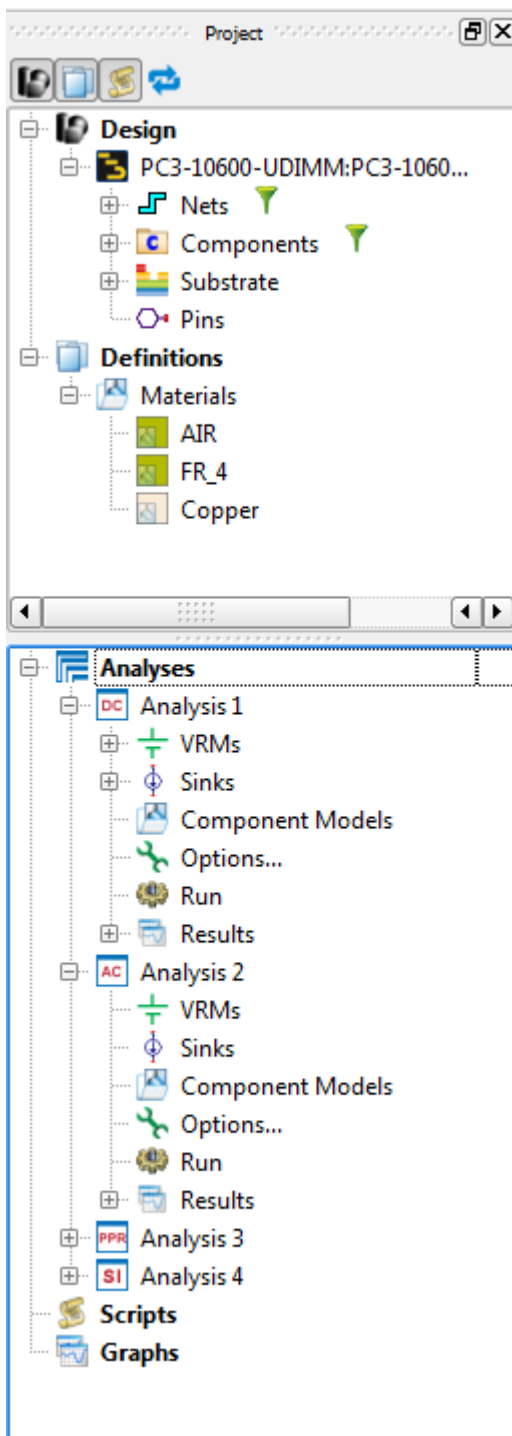 Project
Design
PC3-10600-UDIMM:PC3-1060...
Nets
C Components
Substrate
Pins
Definitions
Materials
AIR
FR_4
Copper
Analyses
DC Analysis 1
VRMs
Sinks
Component Models
Options...
Run
Results
AC Analysis 2
VRMs
Sinks
Component Models
Options...
Run
Results
PPR Analysis 3
SI Analysis 4
Scripts
Graphs